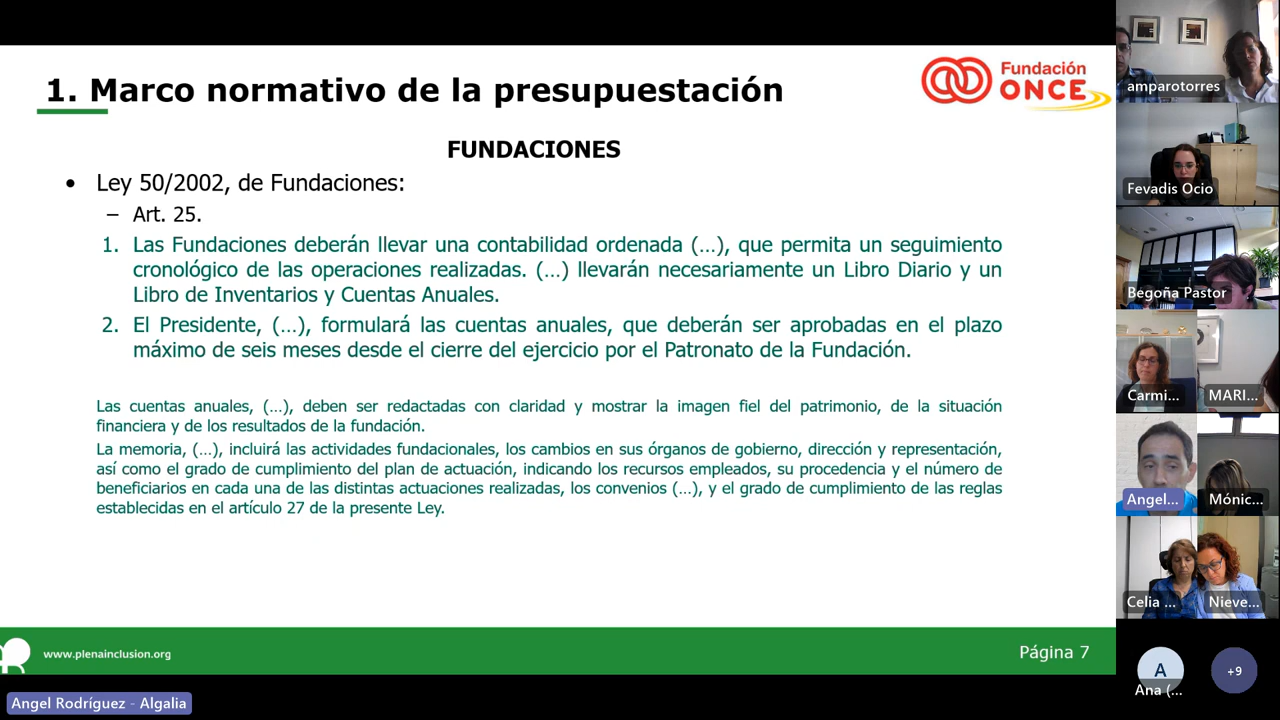 1. Marco normativo de la presupuestación
Fundación
ONCE
FUNDACIONES
• Ley 50/2002, de Fundaciones:
– Art. 25.
1. Las Fundaciones deberán llevar una contabilidad ordenada (…), que permita un seguimiento
cronológico de las operaciones realizadas. (…) llevarán necesariamente un Libro Diario y un
Libro de Inventarios y Cuentas Anuales.
2. El Presidente, (…), formulará las cuentas anuales, que deberán ser aprobadas en el plazo
máximo de seis meses desde el cierre del ejercicio por el Patronato de la Fundación.
Las cuentas anuales, (…), deben ser redactadas con claridad y mostrar la imagen fiel del patrimonio, de la situación
financiera y de los resultados de la fundación.
La memoria, (…), incluirá las actividades fundacionales, los cambios en sus órganos de gobierno, dirección y representación,
así como el grado de cumplimiento del plan de actuación, indicando los recursos empleados, su procedencia y el número de
beneficiarios en cada una de las distintas actuaciones realizadas, los convenios (…), y el grado de cumplimiento de las reglas
establecidas en el artículo 27 de la presente Ley.
www.plenainclusion.org
Página 7
Angel Rodríguez - Algalia
amparotorres
Fevadis Ocio
Begoña Pastor
Carmi...
MARI...
Angel...
Mónic...
Celia ...
Nieve...
A
Ana (...
+9